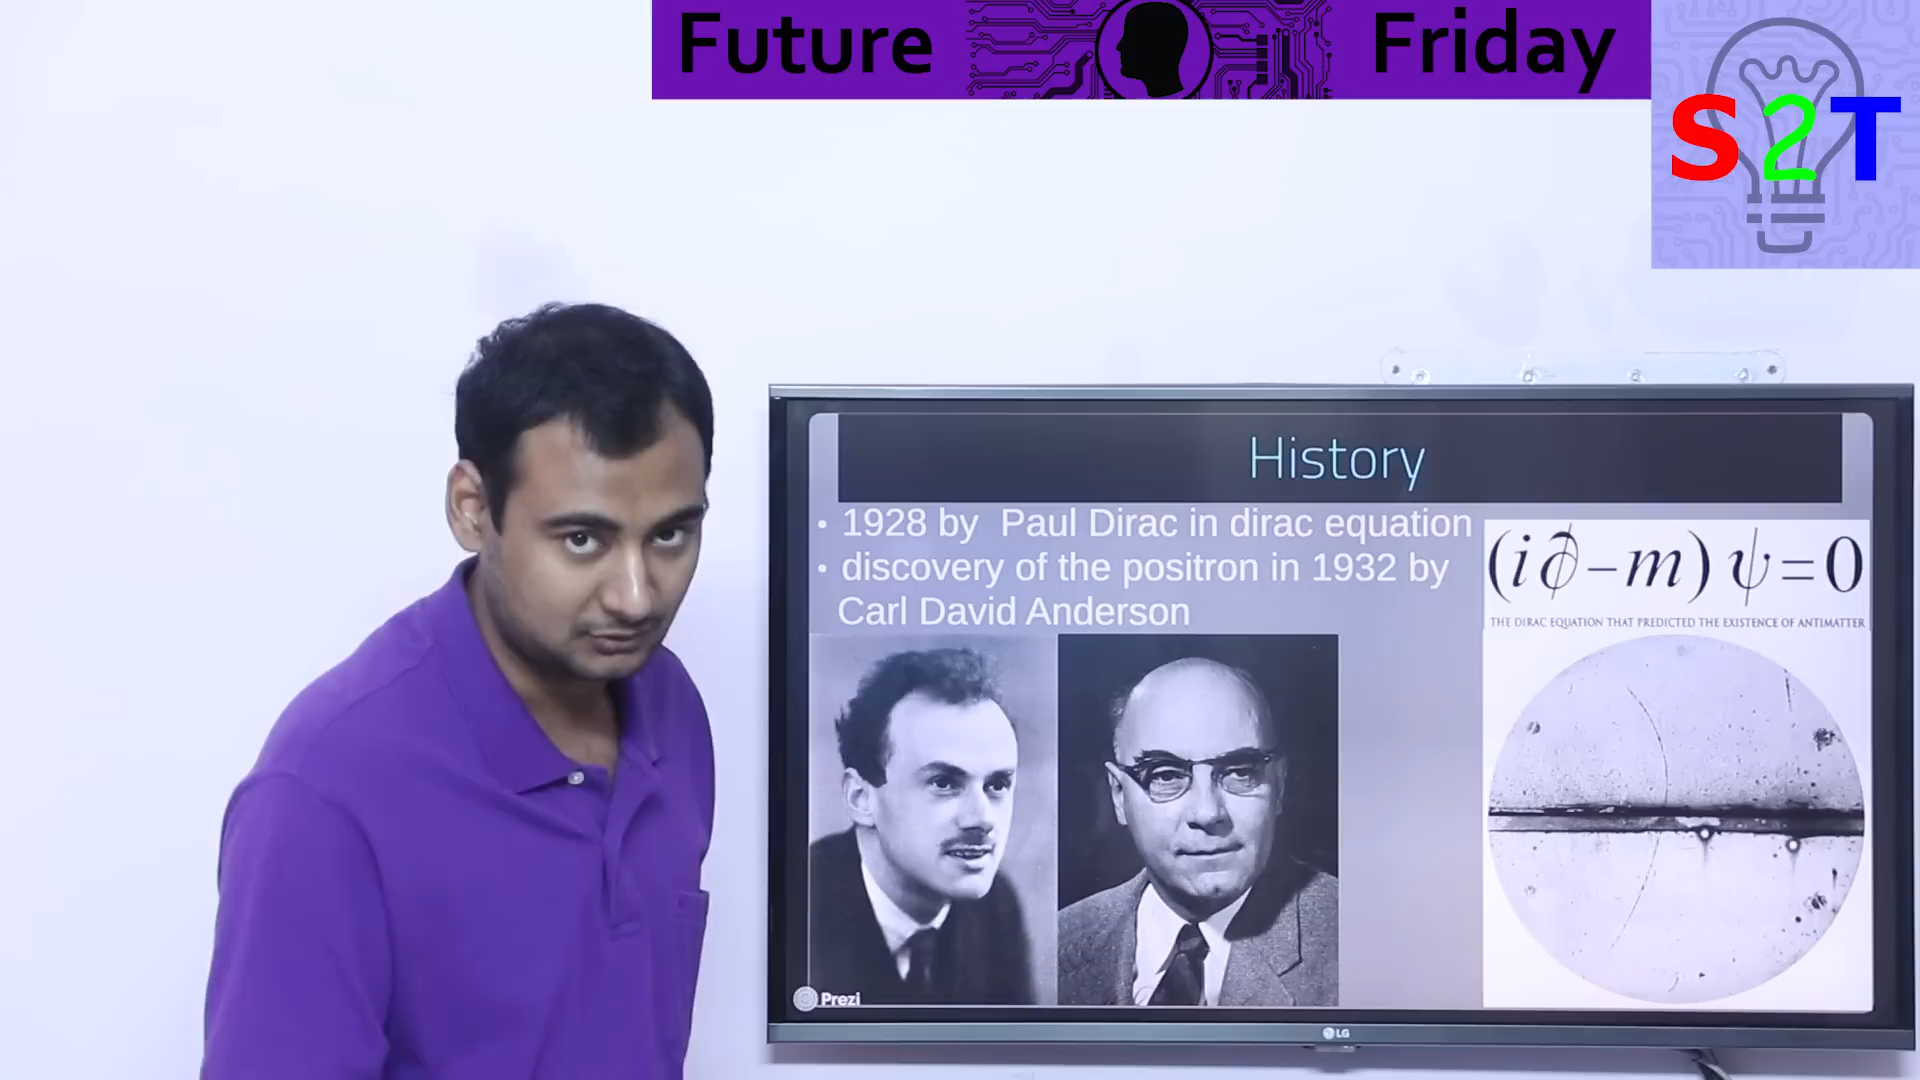 Future Friday
S2T
History
• 1928 by Paul Dirac in dirac equation
• discovery of the positron in 1932 by
Carl David Anderson
(i∂̸ – m) ψ = 0
THE DIRAC EQUATION THAT PREDICTED THE EXISTENCE OF ANTIMATTER
Prezi
LG